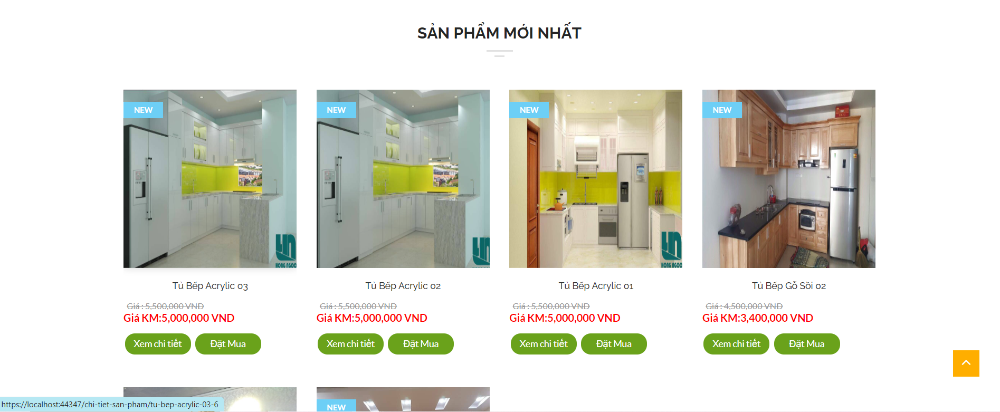 SẢN PHẨM MỚI NHẤT
NEW
NEW
NEW
NEW
HONG NGOC
HONG NGOC
Tủ Bếp Acrylic 03
Tủ Bếp Acrylic 02
Tủ Bếp Acrylic 01
Tủ Bếp Gỗ Sồi 02
Giá : 5,500,000 VND
Giá KM:5,000,000 VND
Giá : 5,500,000 VND
Giá KM:5,000,000 VND
Giá : 5,500,000 VND
Giá KM:5,000,000 VND
Giá : 4,500,000 VND
Giá KM:3,400,000 VND
Xem chi tiết
Đặt Mua
Xem chi tiết
Đặt Mua
Xem chi tiết
Đặt Mua
Xem chi tiết
Đặt Mua
NEW
https://localhost:44347/chi-tiet-san-pham/tu-bep-acrylic-03-6